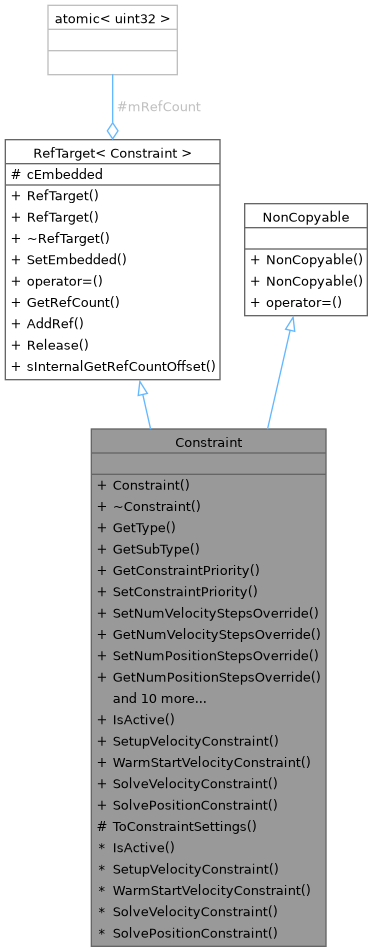 atomic< uint32 >
#mRefCount
RefTarget< Constraint >
# cEmbedded
+ RefTarget()
+ RefTarget()
+ ~RefTarget()
+ SetEmbedded()
+ operator=()
+ GetRefCount()
+ AddRef()
+ Release()
+ sInternalGetRefCountOffset()
NonCopyable
+ NonCopyable()
+ NonCopyable()
+ operator=()
Constraint
+ Constraint()
+ ~Constraint()
+ GetType()
+ GetSubType()
+ GetConstraintPriority()
+ SetConstraintPriority()
+ SetNumVelocityStepsOverride()
+ GetNumVelocityStepsOverride()
+ SetNumPositionStepsOverride()
+ GetNumPositionStepsOverride()
and 10 more...
+ IsActive()
+ SetupVelocityConstraint()
+ WarmStartVelocityConstraint()
+ SolveVelocityConstraint()
+ SolvePositionConstraint()
# ToConstraintSettings()
* IsActive()
* SetupVelocityConstraint()
* WarmStartVelocityConstraint()
* SolveVelocityConstraint()
* SolvePositionConstraint()